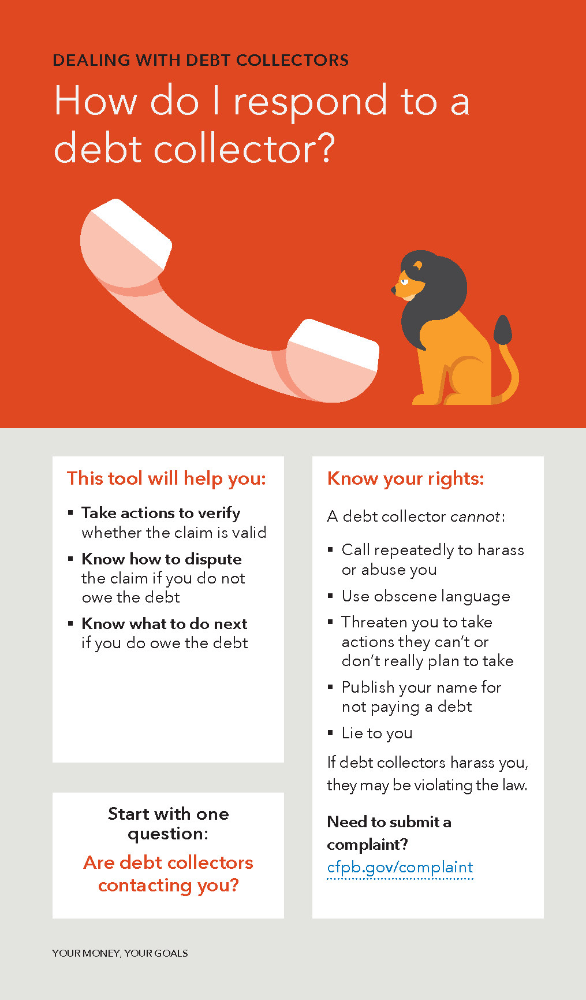 DEALING WITH DEBT COLLECTORS
How do I respond to a
debt collector?
This tool will help you:
▪ Take actions to verify
whether the claim is valid
▪ Know how to dispute
the claim if you do not
owe the debt
▪ Know what to do next
if you do owe the debt
Start with one
question:
Are debt collectors
contacting you?
Know your rights:
A debt collector cannot:
▪ Call repeatedly to harass
or abuse you
▪ Use obscene language
▪ Threaten you to take
actions they can’t or
don’t really plan to take
▪ Publish your name for
not paying a debt
▪ Lie to you
If debt collectors harass you,
they may be violating the law.
Need to submit a
complaint?
cfpb.gov/complaint
YOUR MONEY, YOUR GOALS